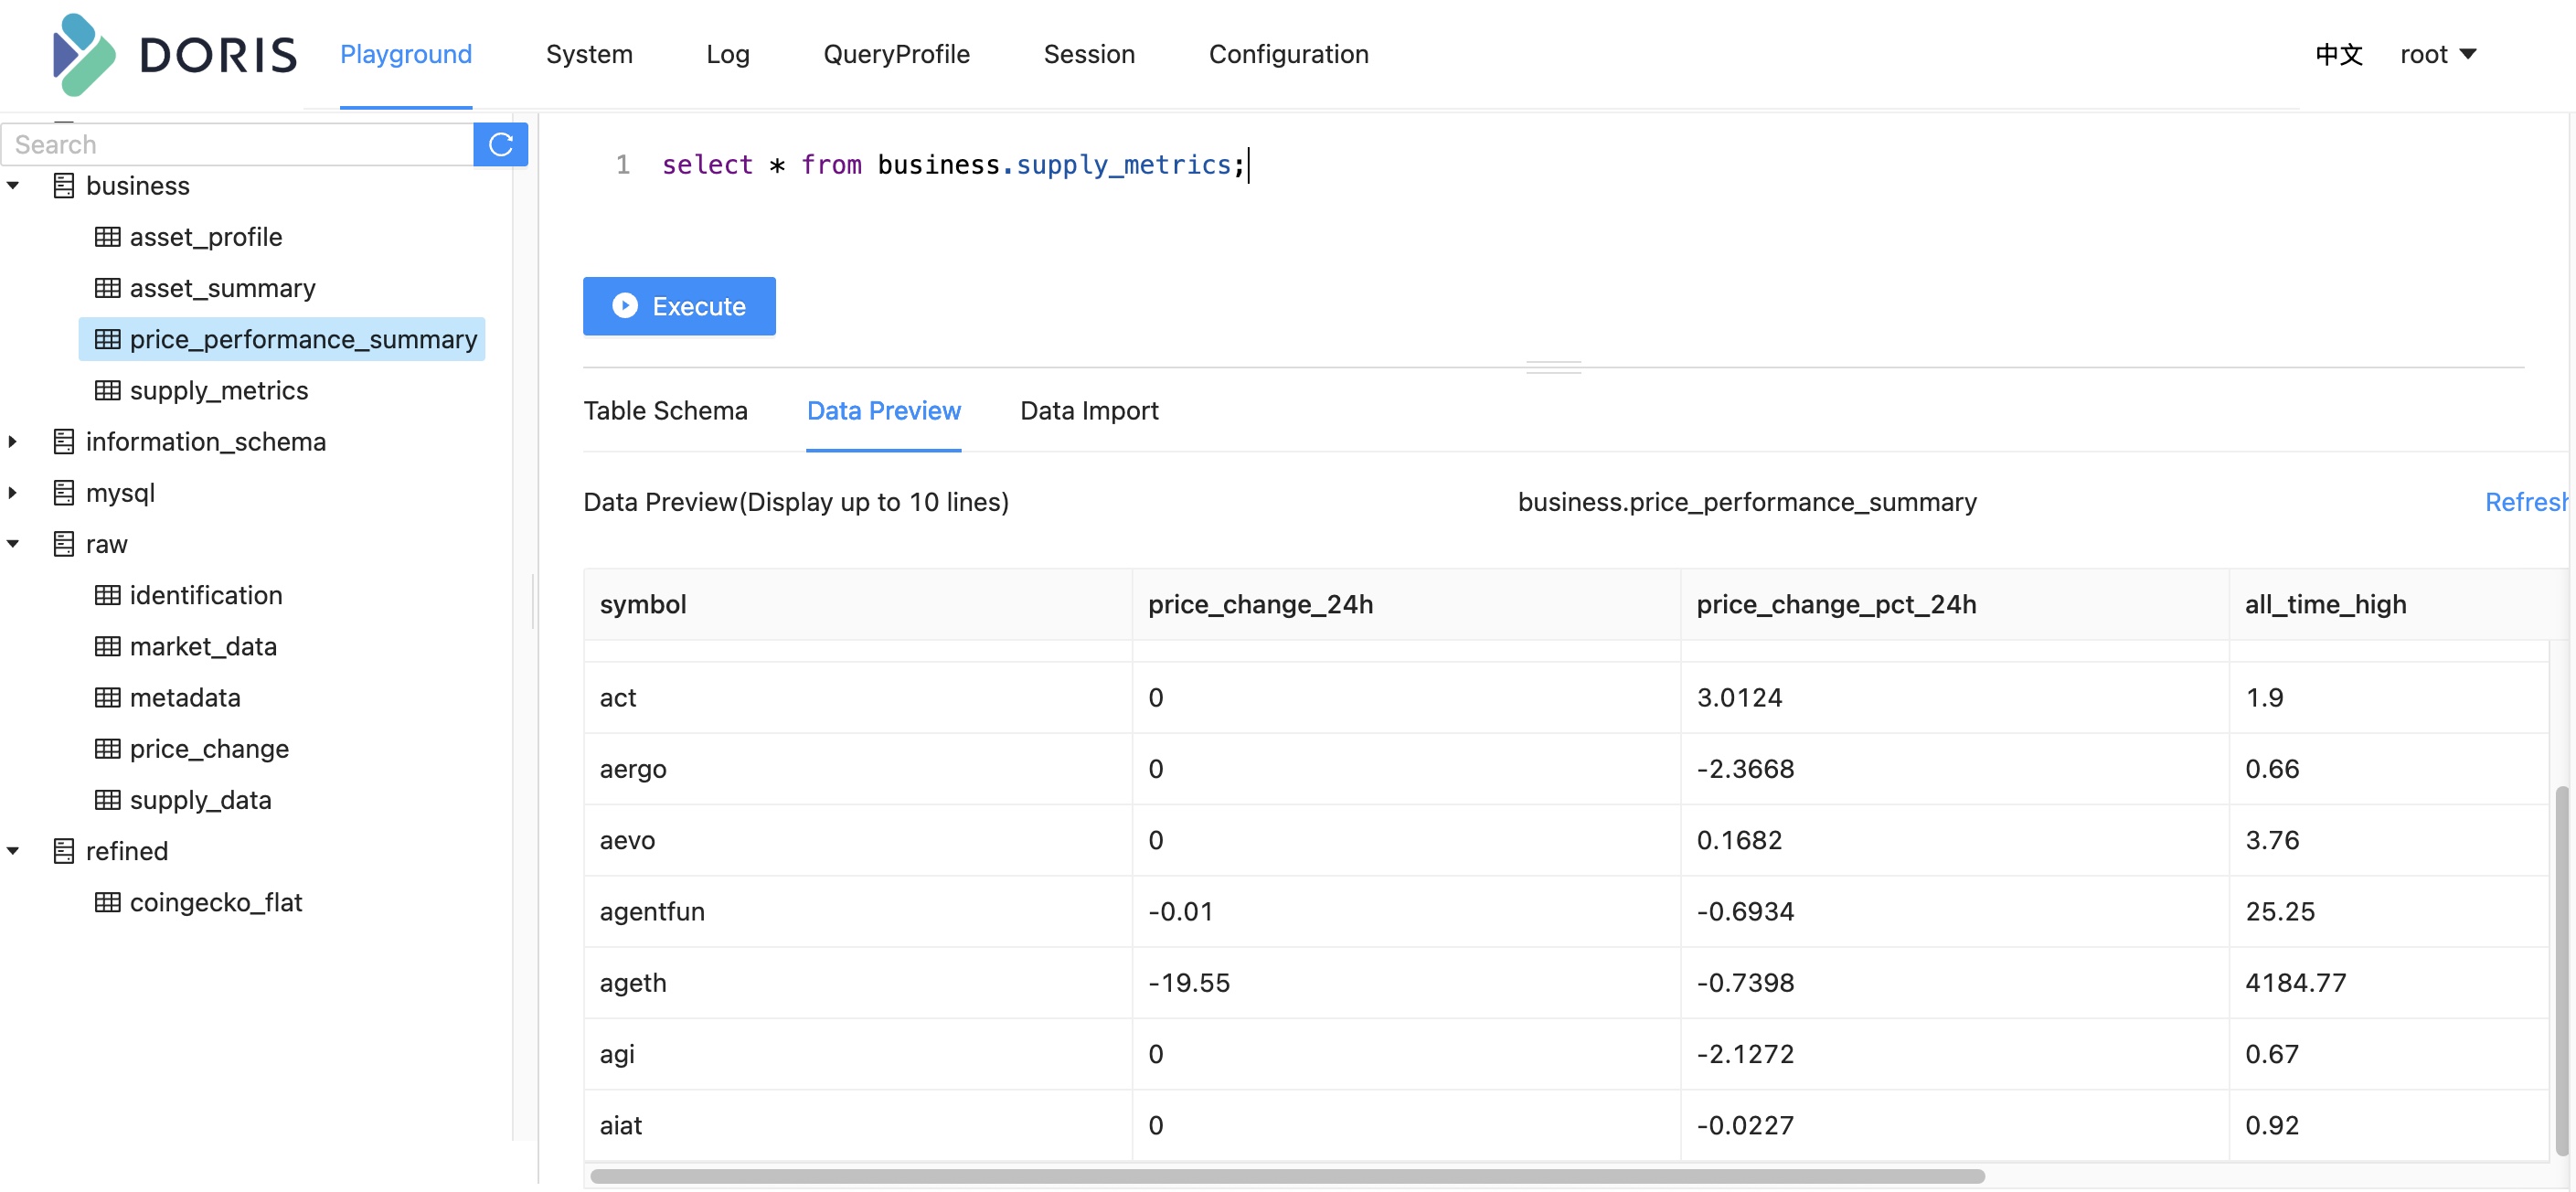 DORIS Playground System Log QueryProfile Session Configuration 中文 root
Search
business
asset_profile
asset_summary
price_performance_summary
supply_metrics
information_schema
mysql
raw
identification
market_data
metadata
price_change
supply_data
refined
coingecko_flat
1 select * from business.supply_metrics;
Execute
Table Schema Data Preview Data Import
Data Preview(Display up to 10 lines) business.price_performance_summary Refresh
symbol price_change_24h price_change_pct_24h all_time_high
act 0 3.0124 1.9
aergo 0 -2.3668 0.66
aevo 0 0.1682 3.76
agentfun -0.01 -0.6934 25.25
ageth -19.55 -0.7398 4184.77
agi 0 -2.1272 0.67
aiat 0 -0.0227 0.92